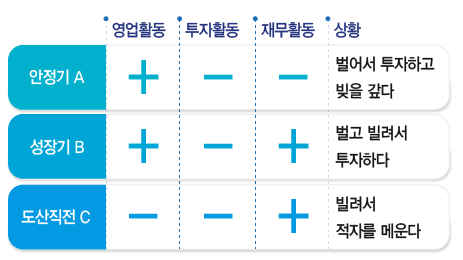 영업활동 투자활동 재무활동 상황
안정기 A + − − 벌어서 투자하고
빚을 갚다
성장기 B + − + 벌고 빌려서
투자하다
도산직전 C − − + 빌려서
적자를 메운다